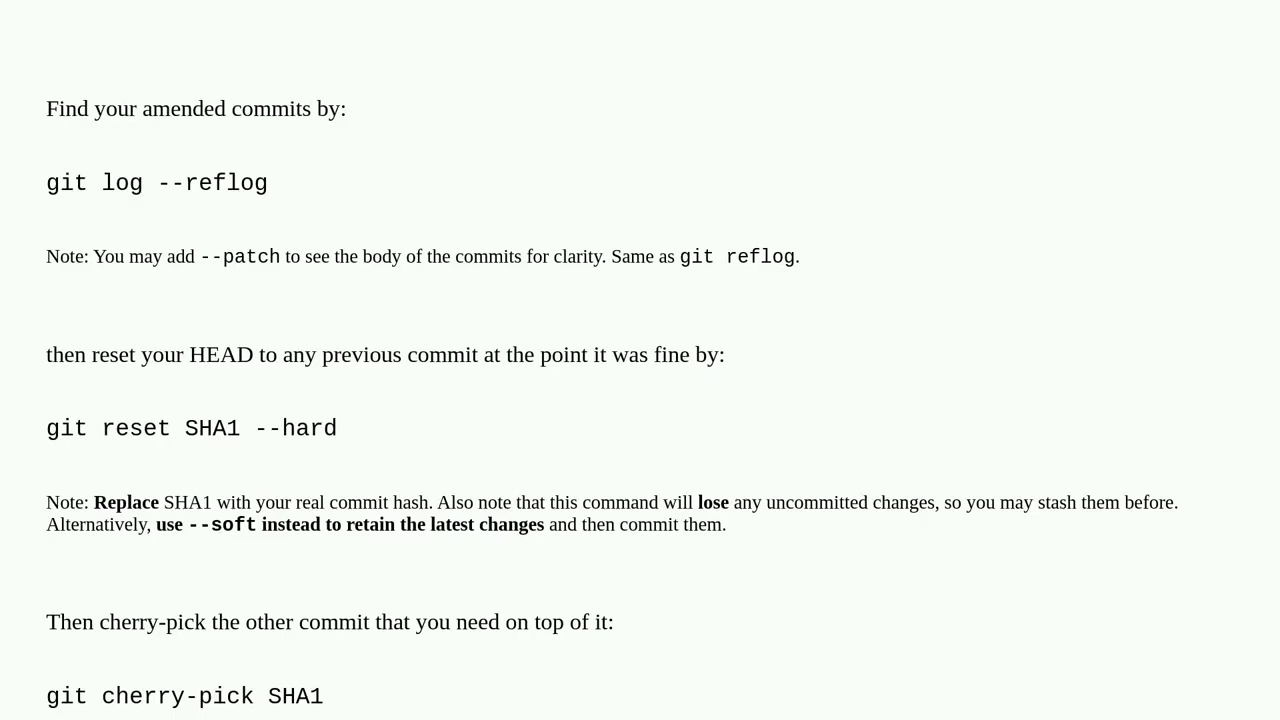 Find your amended commits by:
git log --reflog
Note: You may add --patch to see the body of the commits for clarity. Same as git reflog.
then reset your HEAD to any previous commit at the point it was fine by:
git reset SHA1 --hard
Note: Replace SHA1 with your real commit hash. Also note that this command will lose any uncommitted changes, so you may stash them before.
Alternatively, use --soft instead to retain the latest changes and then commit them.
Then cherry-pick the other commit that you need on top of it:
git cherry-pick SHA1